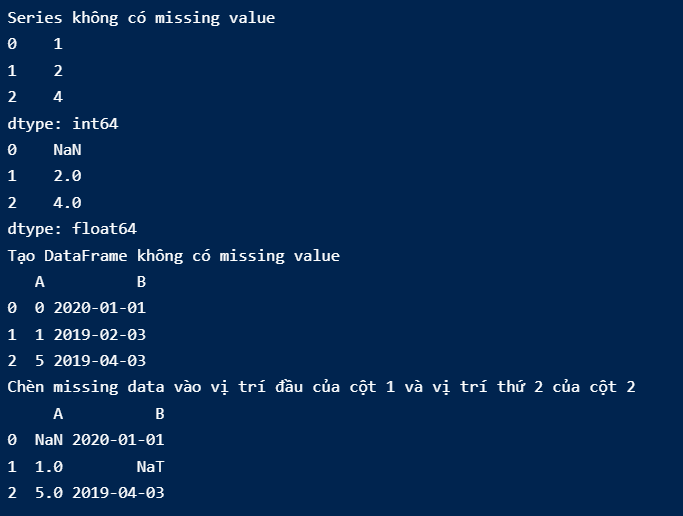 Series không có missing value
0    1
1    2
2    4
dtype: int64
0    NaN
1    2.0
2    4.0
dtype: float64
Tạo DataFrame không có missing value
   A          B
0  0 2020-01-01
1  1 2019-02-03
2  5 2019-04-03
Chèn missing data vào vị trí đầu của cột 1 và vị trí thứ 2 của cột 2
     A          B
0  NaN 2020-01-01
1  1.0        NaT
2  5.0 2019-04-03